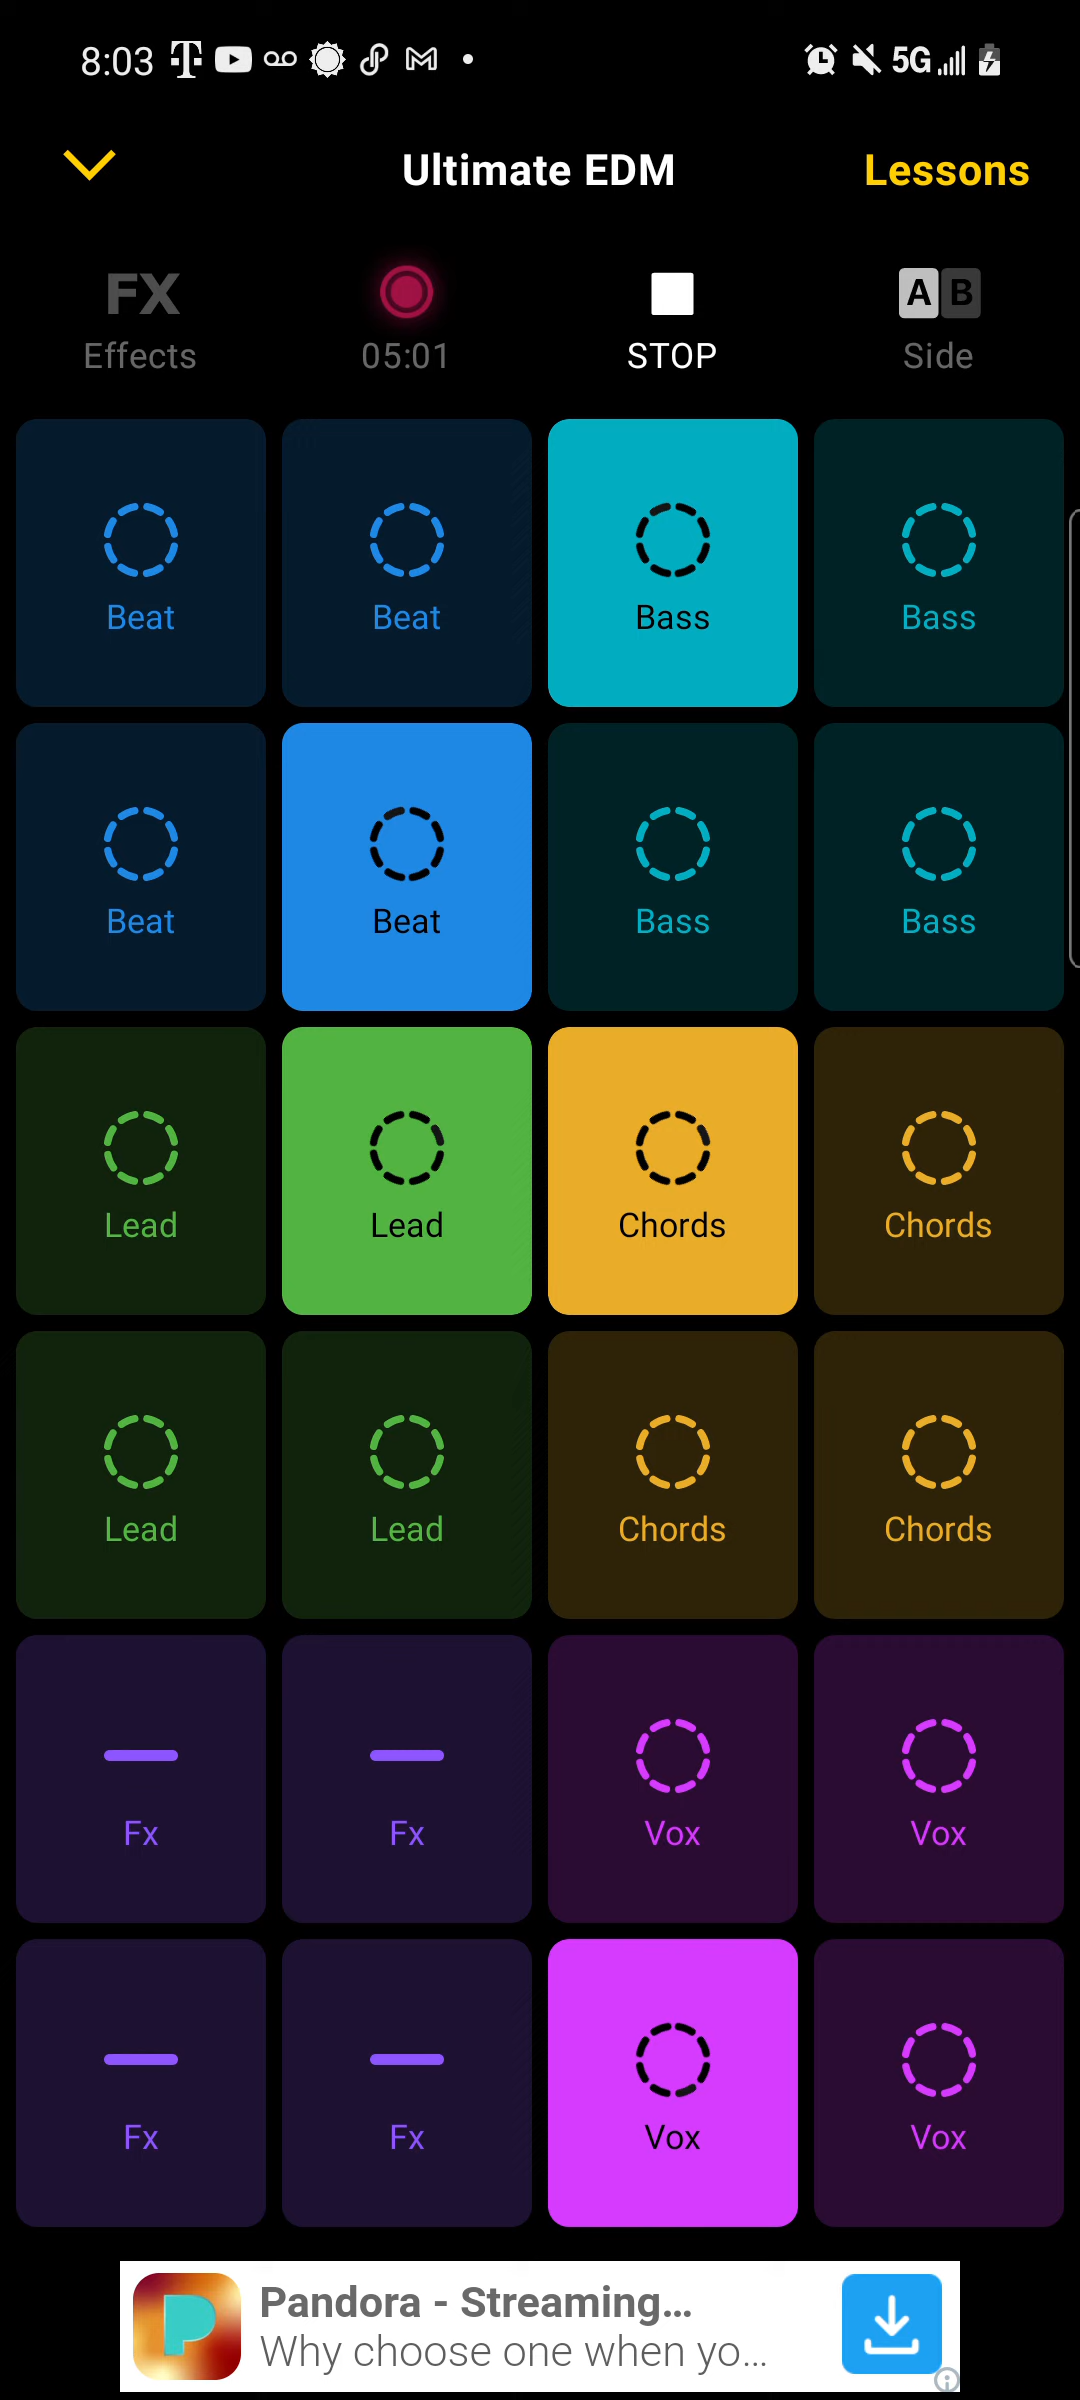 8:03
5G
Ultimate EDM
Lessons
FX
A B
Effects
05:01
STOP
Side
Beat
Beat
Bass
Bass
Beat
Beat
Bass
Bass
Lead
Lead
Chords
Chords
Lead
Lead
Chords
Chords
Fx
Fx
Vox
Vox
Fx
Fx
Vox
Vox
Pandora - Streaming...
Why choose one when yo...